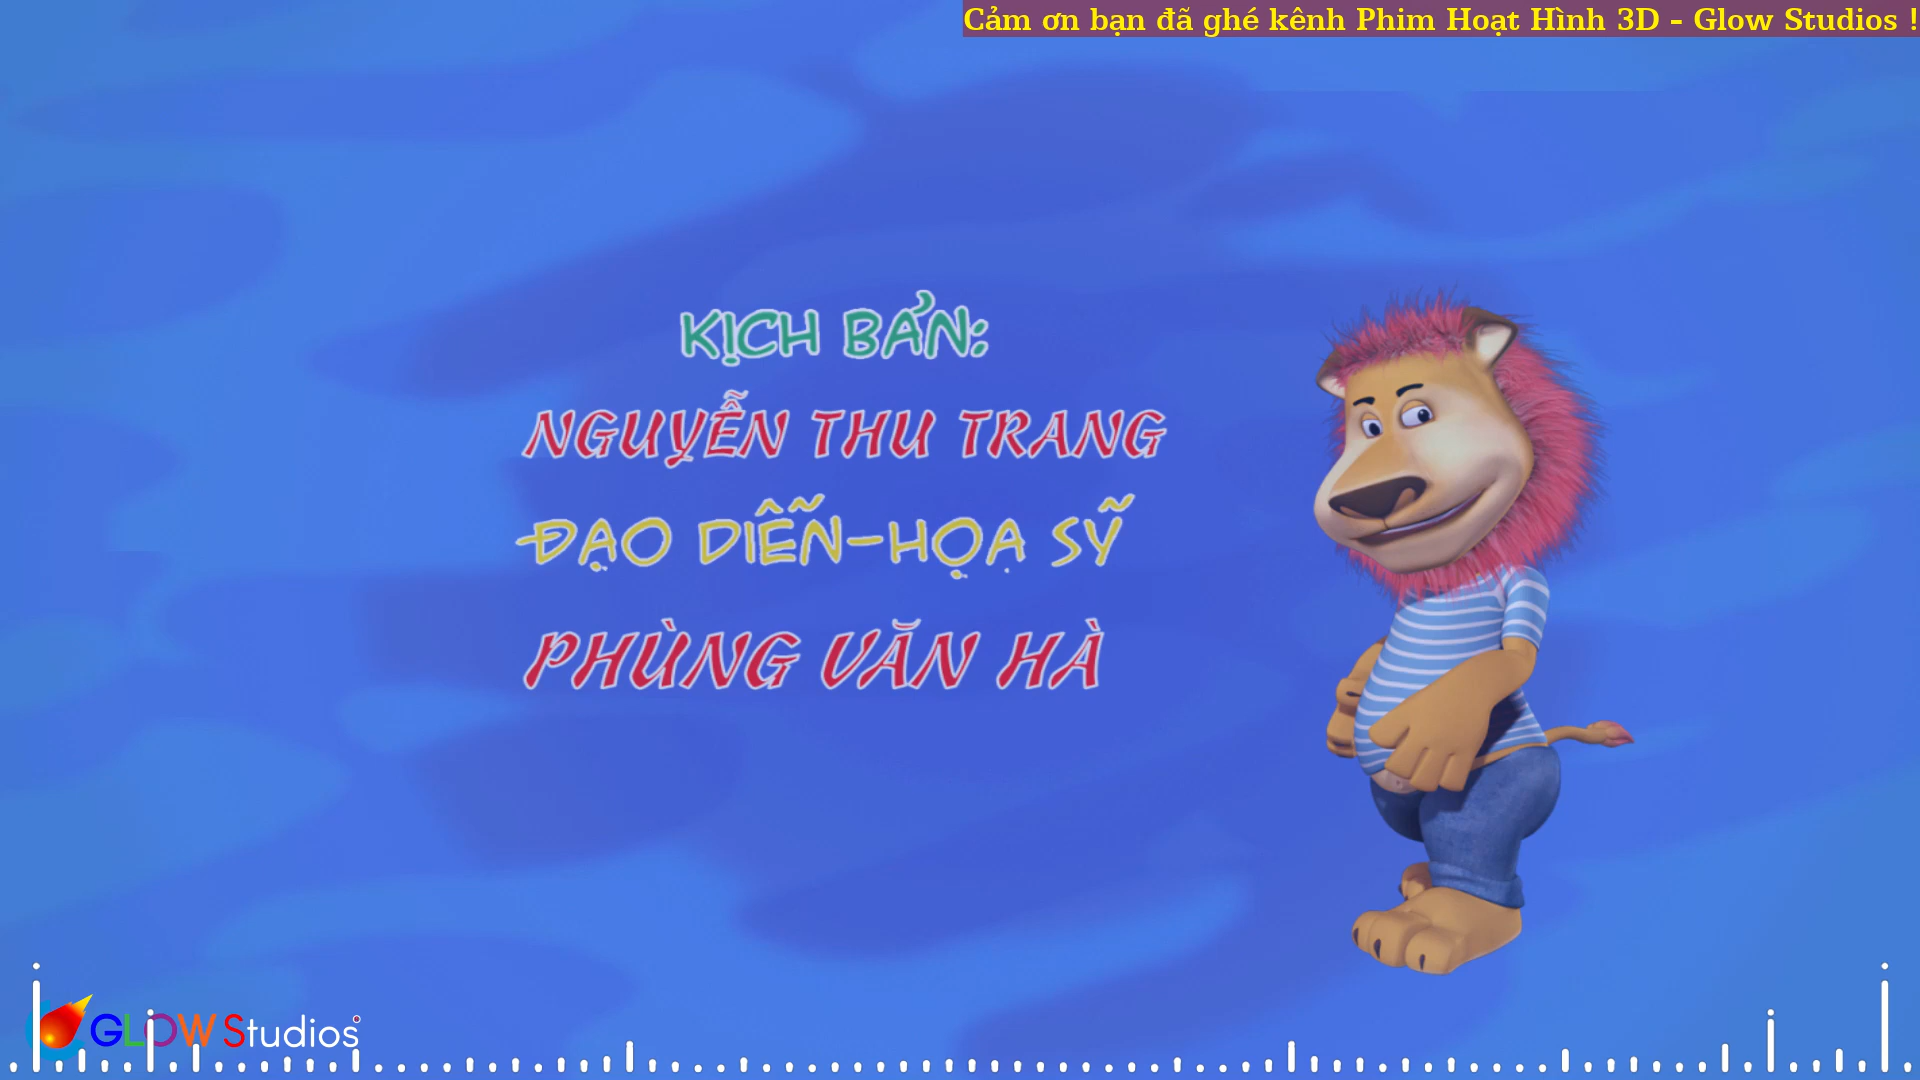 Cảm ơn bạn đã ghé kênh Phim Hoạt Hình 3D - Glow Studios !
KỊCH BẢN:
NGUYỄN THU TRANG
ĐẠO DIỄN-HỌA SỸ
PHÙNG VĂN HÀ
GLOW Studios